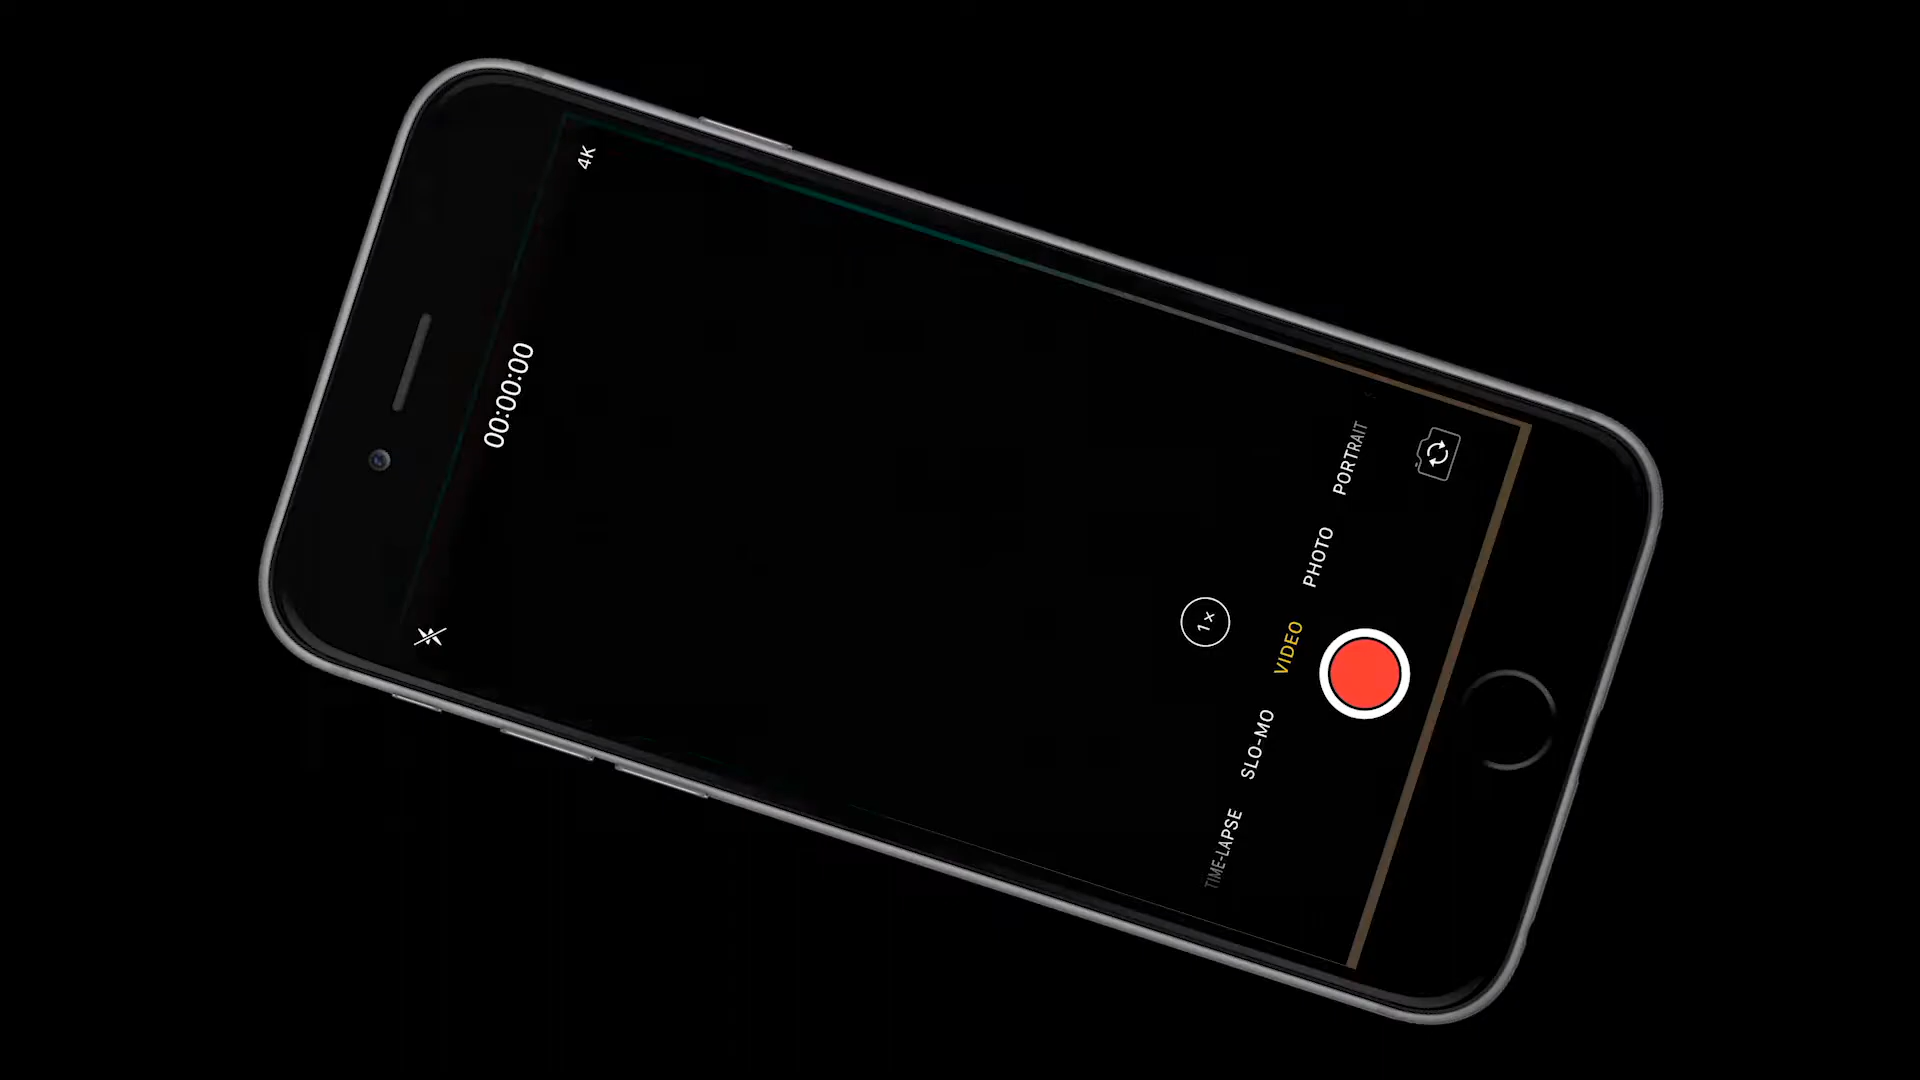 4K
00:00:00
1×
TIME-LAPSE
SLO-MO
VIDEO
PHOTO
PORTRAIT